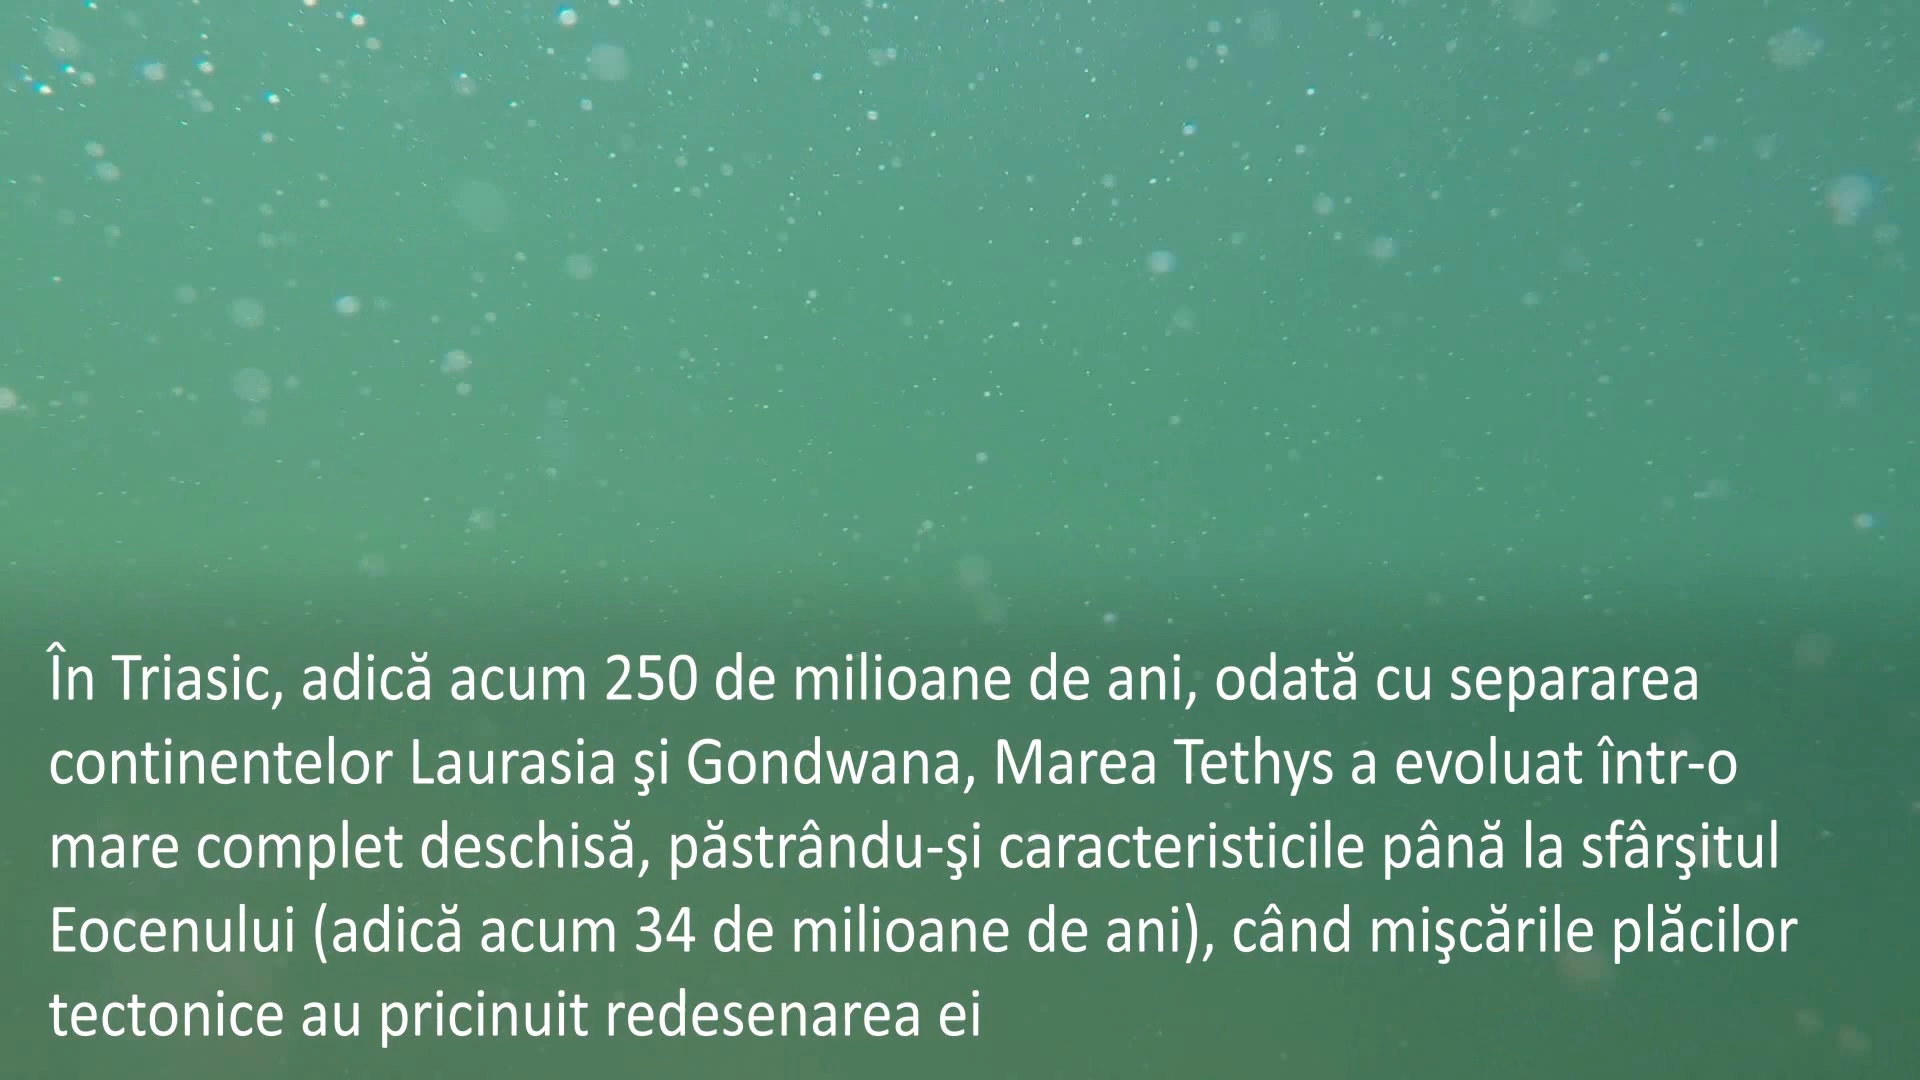 În Triasic, adică acum 250 de milioane de ani, odată cu separarea
continentelor Laurasia şi Gondwana, Marea Tethys a evoluat într-o
mare complet deschisă, păstrându-şi caracteristicile până la sfârşitul
Eocenului (adică acum 34 de milioane de ani), când mişcările plăcilor
tectonice au pricinuit redesenarea ei